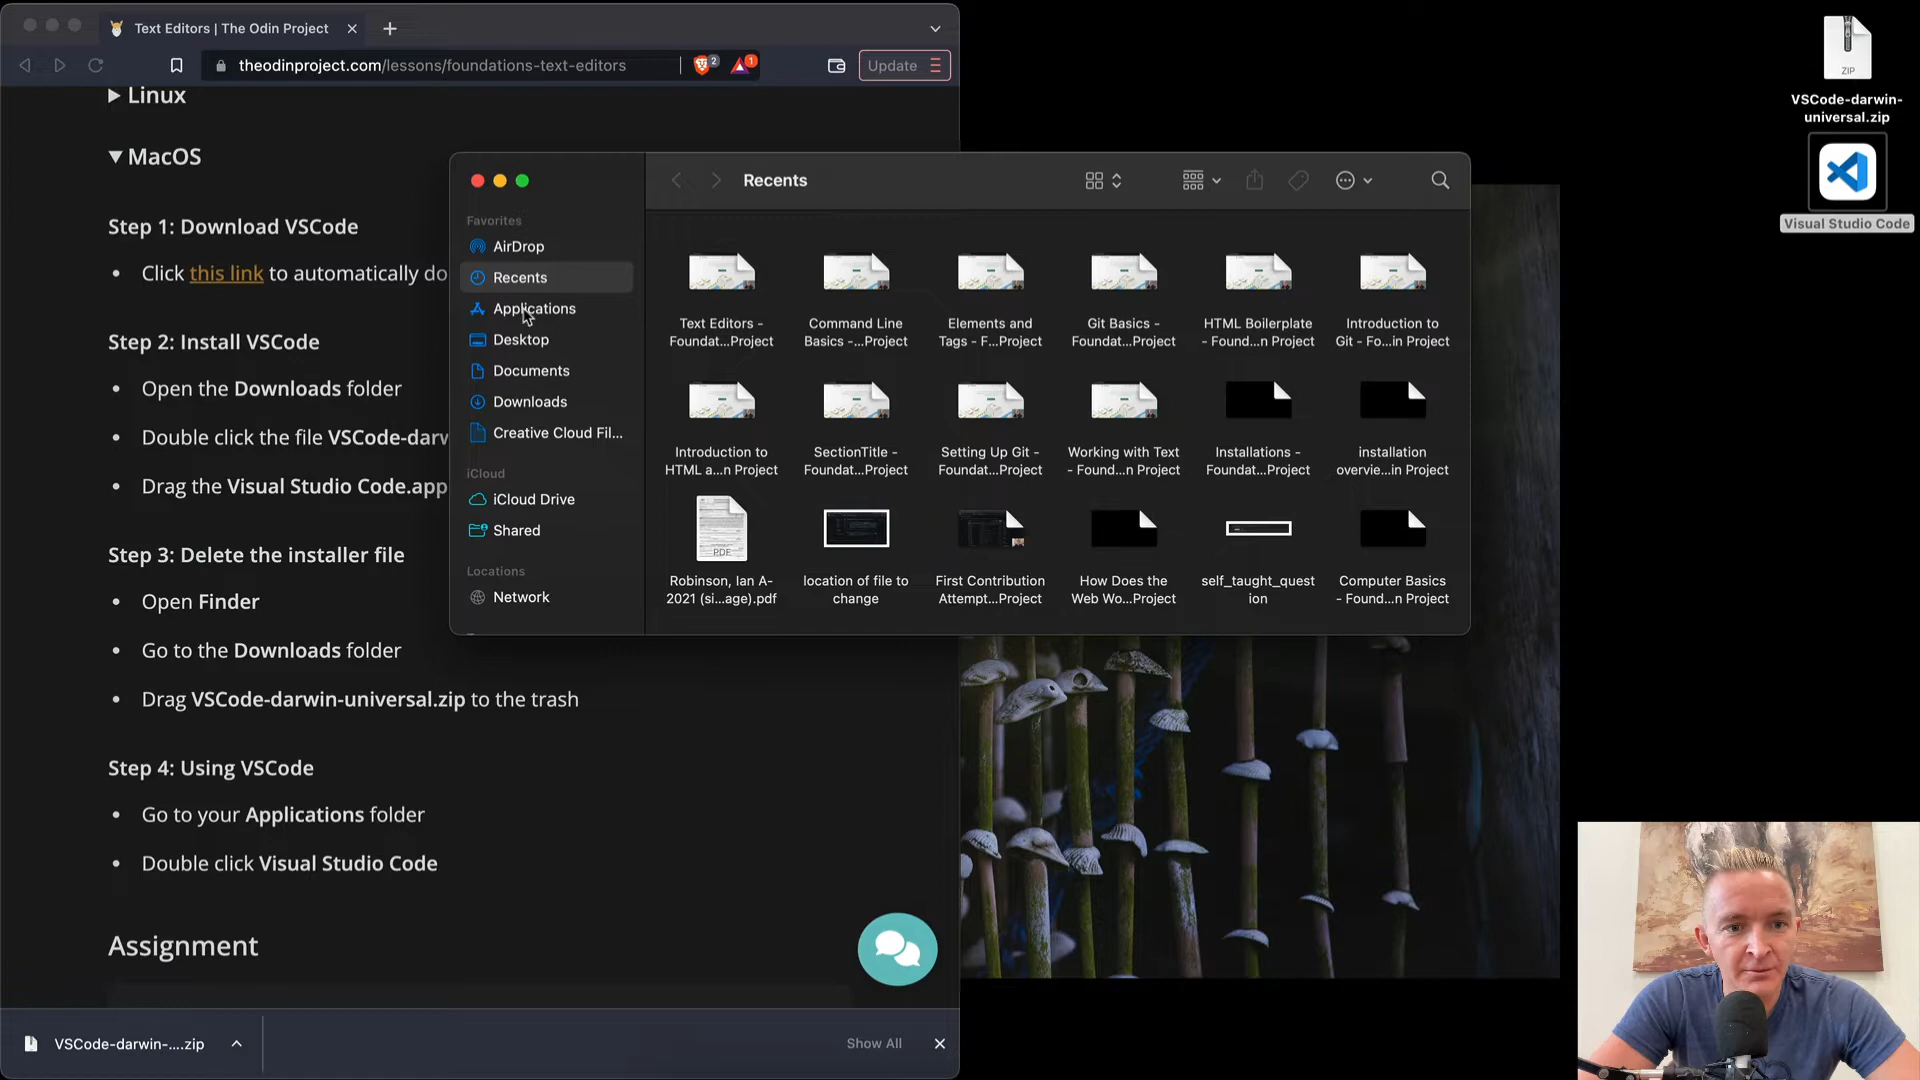 Text Editors | The Odin Project
theodinproject.com/lessons/foundations-text-editors
2
1
Update
Linux
MacOS
Step 1: Download VSCode
Click this link to automatically do
Step 2: Install VSCode
Open the Downloads folder
Double click the file VSCode-darw
Drag the Visual Studio Code.app
Step 3: Delete the installer file
Open Finder
Go to the Downloads folder
Drag VSCode-darwin-universal.zip to the trash
Step 4: Using VSCode
Go to your Applications folder
Double click Visual Studio Code
Assignment
VSCode-darwin-....zip
Show All
Recents
Favorites
AirDrop
Recents
Applications
Desktop
Documents
Downloads
Creative Cloud Fil...
iCloud
iCloud Drive
Shared
Locations
Network
Text Editors -
Foundat...Project
Command Line
Basics -...Project
Elements and
Tags - F...Project
Git Basics -
Foundat...Project
HTML Boilerplate
- Found...n Project
Introduction to
Git - Fo...in Project
Introduction to
HTML a...n Project
SectionTitle -
Foundat...Project
Setting Up Git -
Foundat...Project
Working with Text
- Found...n Project
Installations -
Foundat...Project
installation
overvie...in Project
PDF
Robinson, Ian A-
2021 (si...age).pdf
location of file to
change
First Contribution
Attempt...Project
How Does the
Web Wo...Project
self_taught_quest
ion
Computer Basics
- Found...n Project
ZIP
VSCode-darwin-
universal.zip
Visual Studio Code